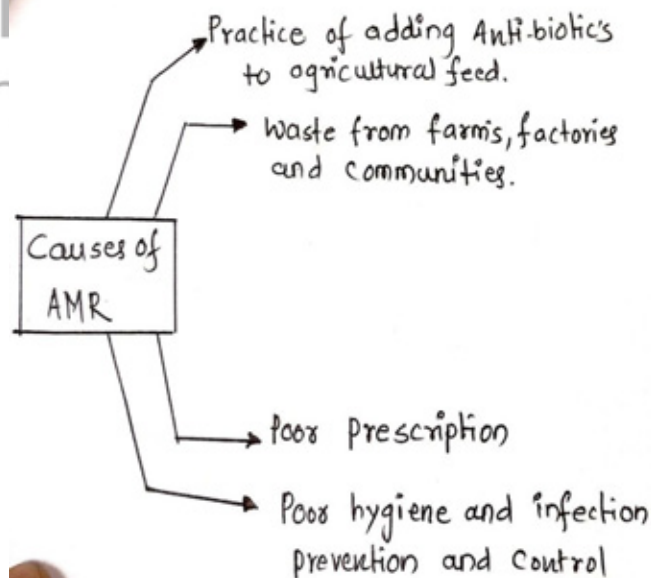 Practice of adding Anti-biotic's
to agricultural feed.
Waste from farms, factories
and communities.
Causes of
AMR
Poor prescription
Poor hygiene and infection
prevention and control